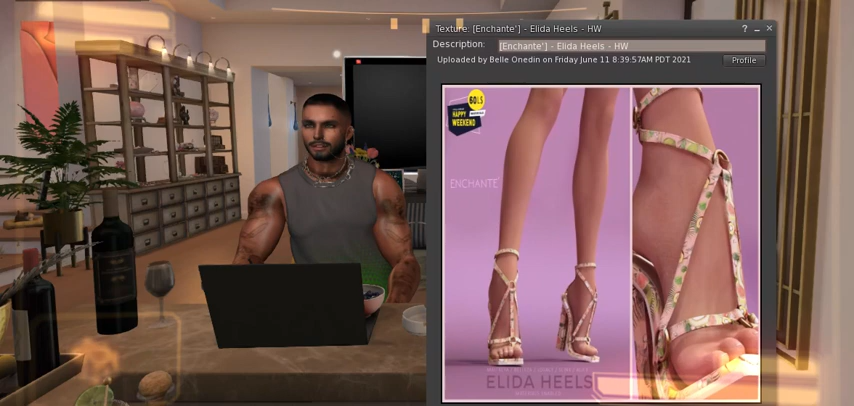 Texture: [Enchante'] - Elida Heels - HW
Description: [Enchante'] - Elida Heels - HW
Uploaded by Belle Onedin on Friday June 11 8:39:57AM PDT 2021
Profile
60L$
HAPPY
WEEKEND
ENCHANTE'
ELIDA HEELS